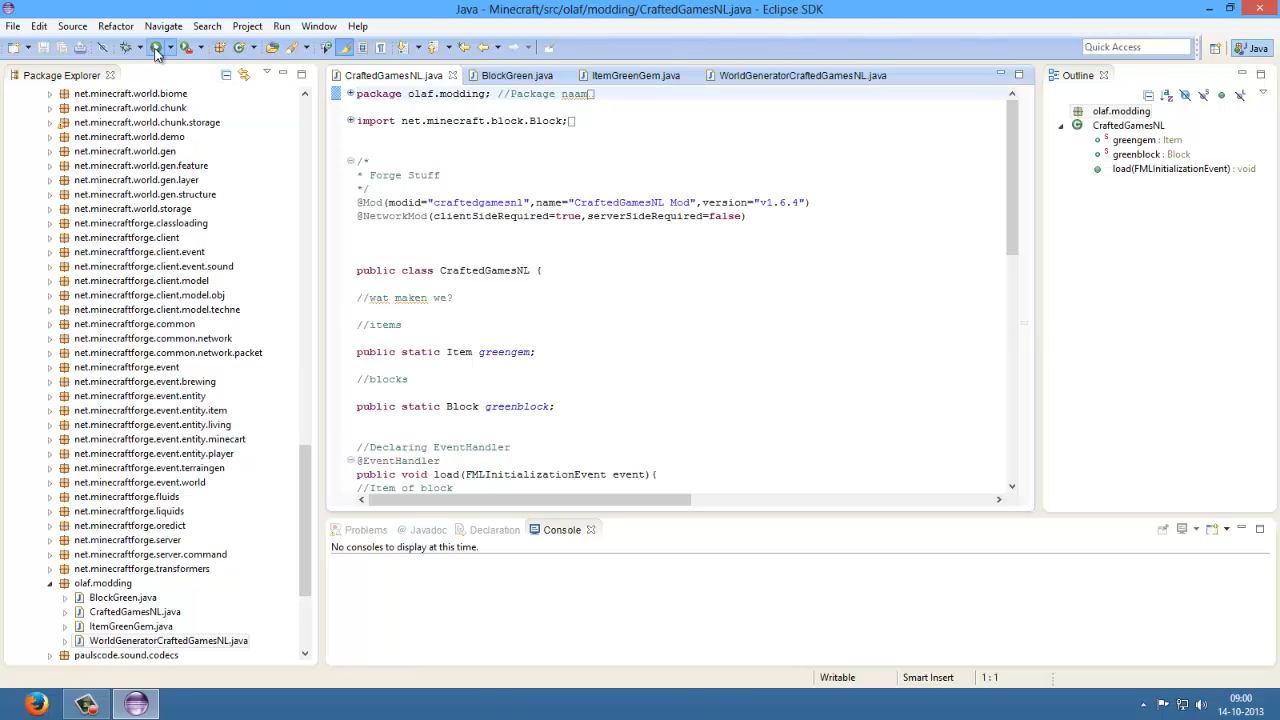 Java - Minecraft/src/olaf/modding/CraftedGamesNL.java - Eclipse SDK
File Edit Source Refactor Navigate Search Project Run Window Help
Quick Access
Java
Package Explorer
net.minecraft.world.biome
net.minecraft.world.chunk
net.minecraft.world.chunk.storage
net.minecraft.world.demo
net.minecraft.world.gen
net.minecraft.world.gen.feature
net.minecraft.world.gen.layer
net.minecraft.world.gen.structure
net.minecraft.world.storage
net.minecraftforge.classloading
net.minecraftforge.client
net.minecraftforge.client.event
net.minecraftforge.client.event.sound
net.minecraftforge.client.model
net.minecraftforge.client.model.obj
net.minecraftforge.client.model.techne
net.minecraftforge.common
net.minecraftforge.common.network
net.minecraftforge.common.network.packet
net.minecraftforge.event
net.minecraftforge.event.brewing
net.minecraftforge.event.entity
net.minecraftforge.event.entity.item
net.minecraftforge.event.entity.living
net.minecraftforge.event.entity.minecart
net.minecraftforge.event.entity.player
net.minecraftforge.event.terraingen
net.minecraftforge.event.world
net.minecraftforge.fluids
net.minecraftforge.liquids
net.minecraftforge.oredict
net.minecraftforge.server
net.minecraftforge.server.command
net.minecraftforge.transformers
olaf.modding
BlockGreen.java
CraftedGamesNL.java
ItemGreenGem.java
WorldGeneratorCraftedGamesNL.java
paulscode.sound.codecs
CraftedGamesNL.java BlockGreen.java ItemGreenGem.java WorldGeneratorCraftedGamesNL.java
package olaf.modding; //Package naam
import net.minecraft.block.Block;
/*
* Forge Stuff
*/
@Mod(modid="craftedgamesnl",name="CraftedGamesNL Mod",version="v1.6.4")
@NetworkMod(clientSideRequired=true,serverSideRequired=false)
public class CraftedGamesNL {
//wat maken we?
//items
public static Item greengem;
//blocks
public static Block greenblock;
//Declaring EventHandler
@EventHandler
public void load(FMLInitializationEvent event){
//Item of block
Outline
olaf.modding
CraftedGamesNL
greengem : Item
greenblock : Block
load(FMLInitializationEvent) : void
Problems @ Javadoc Declaration Console
No consoles to display at this time.
Writable Smart Insert 1 : 1
09:00
14-10-2013